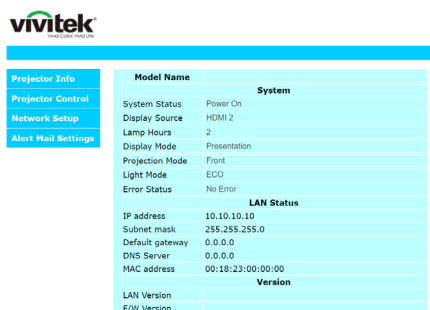 vivitek
Vivid Color, Vivid Life
Projector Info
Projector Control
Network Setup
Alert Mail Settings
Model Name
System
System Status Power On
Display Source HDMI 2
Lamp Hours 2
Display Mode Presentation
Projection Mode Front
Light Mode ECO
Error Status No Error
LAN Status
IP address 10.10.10.10
Subnet mask 255.255.255.0
Default gateway 0.0.0.0
DNS Server 0.0.0.0
MAC address 00:18:23:00:00:00
Version
LAN Version
F/W Version